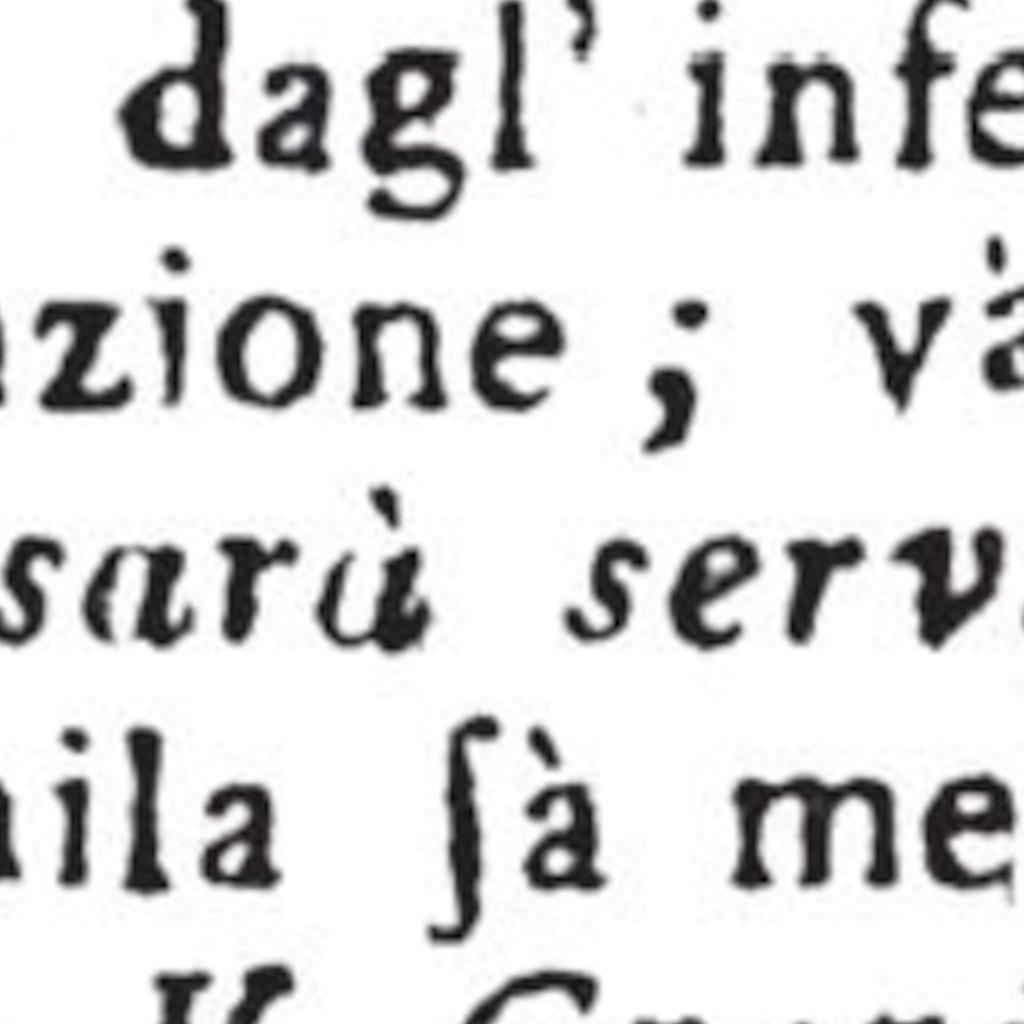 dagl' infe
zione ; và
sarà serv
ila ſà me